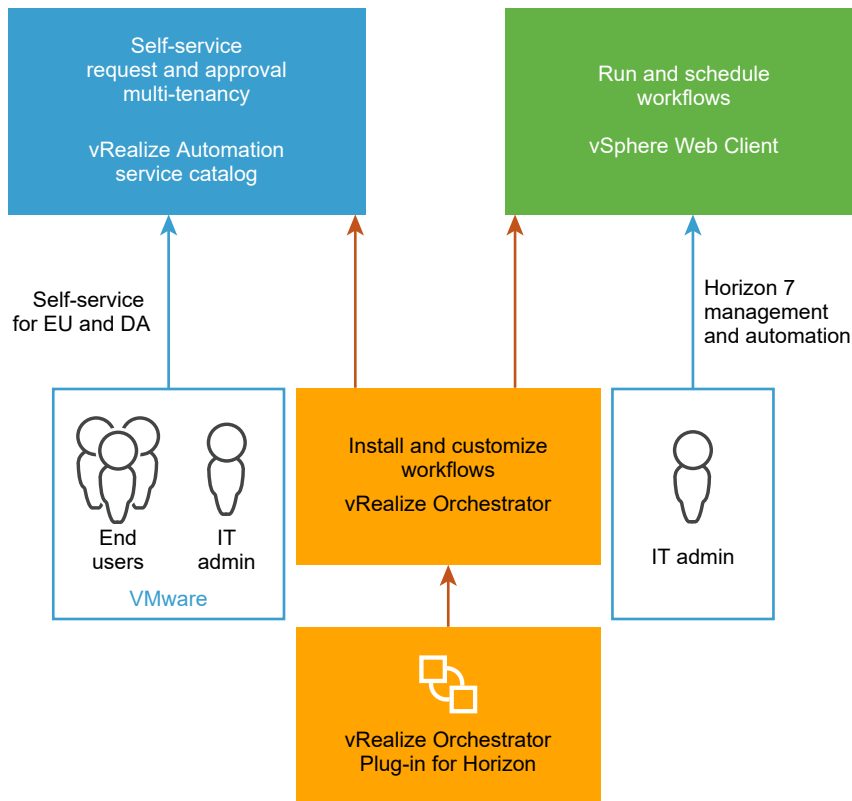 Self-service
request and approval
multi-tenancy
vRealize Automation
service catalog
Run and schedule
workflows
vSphere Web Client
Self-service
for EU and DA
Horizon 7
management
and automation
End
users
IT
admin
VMware
Install and customize
workflows
vRealize Orchestrator
IT admin
vRealize Orchestrator
Plug-in for Horizon